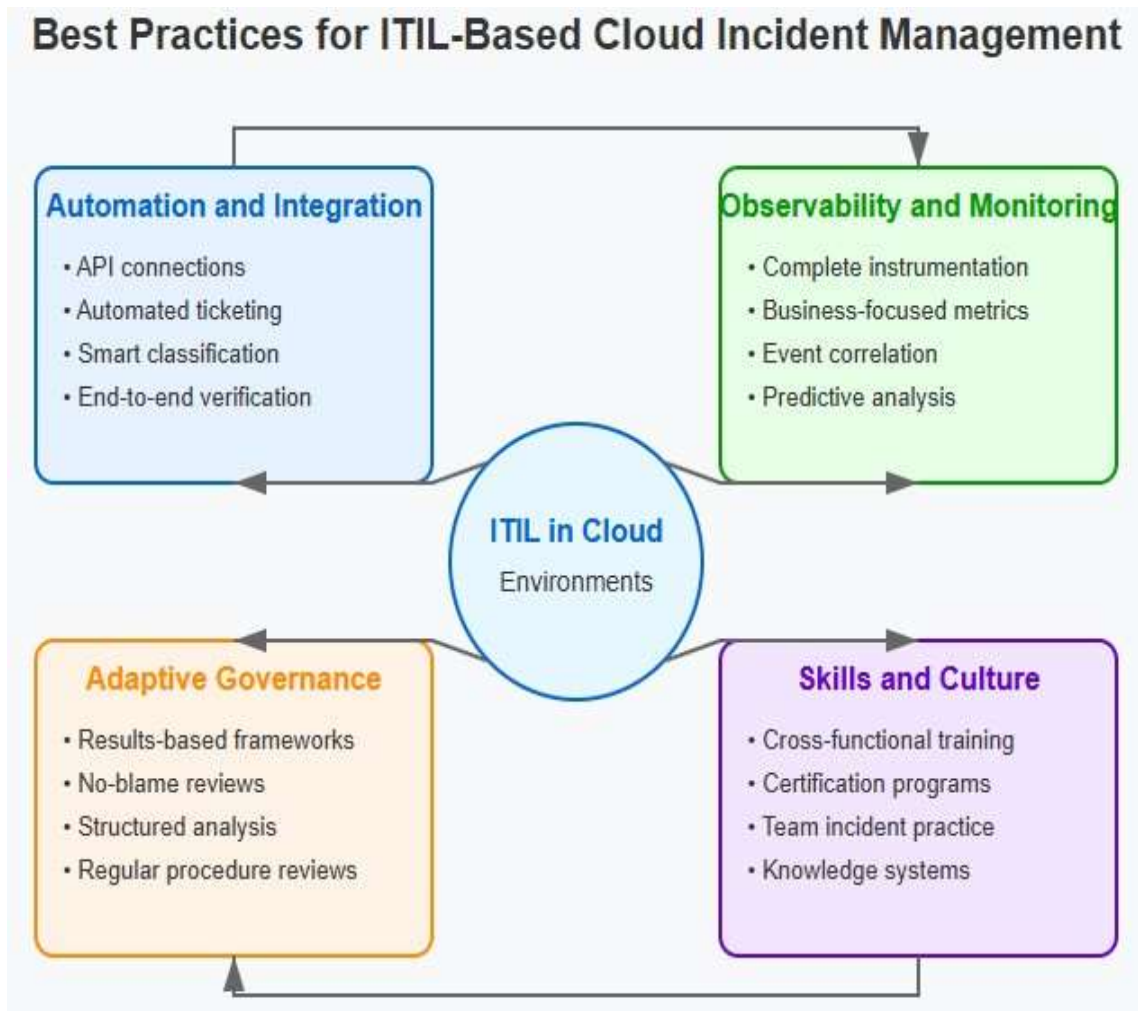 Best Practices for ITIL-Based Cloud Incident Management
Automation and Integration
• API connections
• Automated ticketing
• Smart classification
• End-to-end verification
Observability and Monitoring
• Complete instrumentation
• Business-focused metrics
• Event correlation
• Predictive analysis
ITIL in Cloud
Environments
Adaptive Governance
• Results-based frameworks
• No-blame reviews
• Structured analysis
• Regular procedure reviews
Skills and Culture
• Cross-functional training
• Certification programs
• Team incident practice
• Knowledge systems